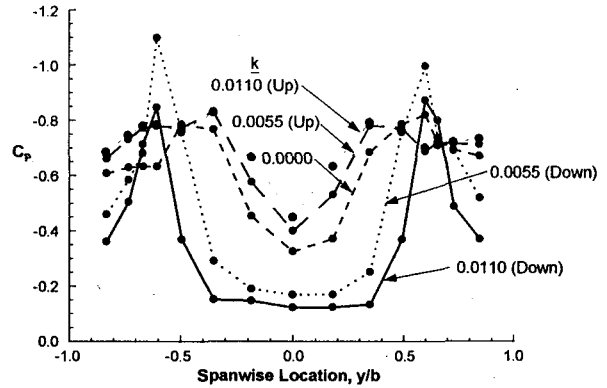 -1.2
-1.0
-0.8
Cp
-0.6
-0.4
-0.2
0.0
k
0.0110 (Up)
0.0055 (Up)
0.0000
0.0055 (Down)
0.0110 (Down)
-1.0
-0.5
0.0
0.5
1.0
Spanwise Location, y/b